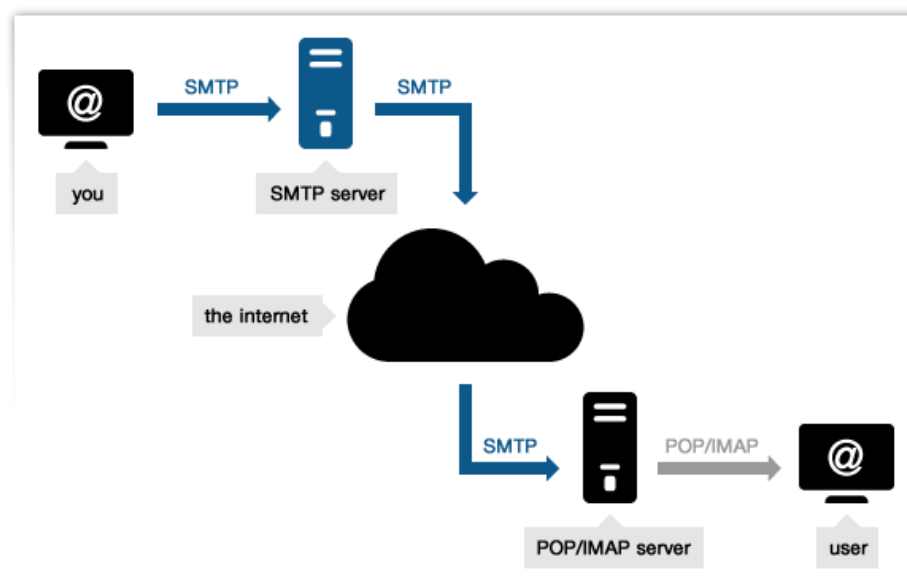 SMTP
SMTP
@
you
SMTP server
the internet
SMTP
POP/IMAP
@
POP/IMAP server
user